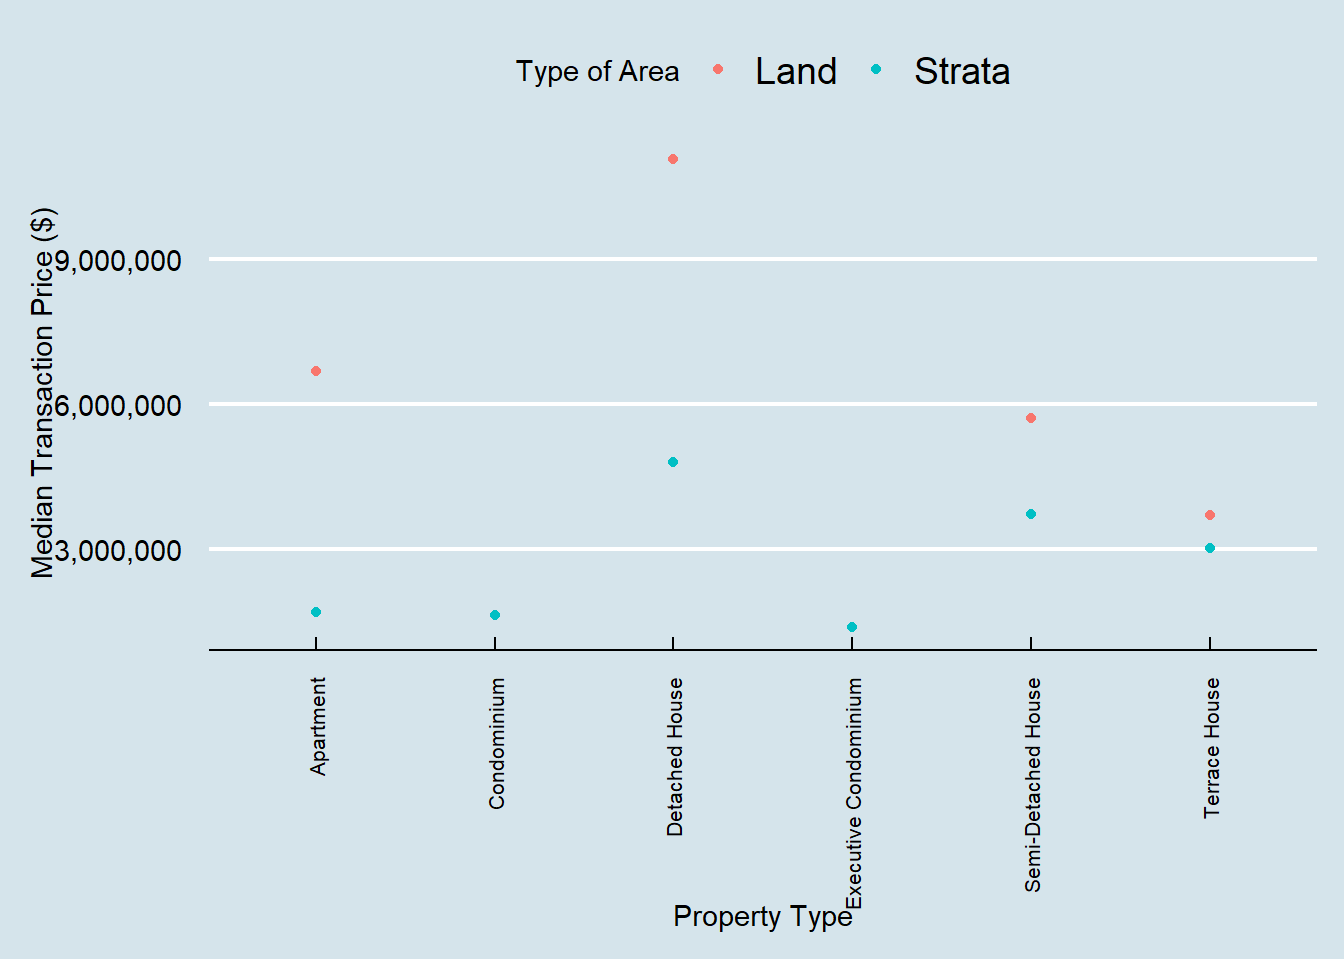 Type of Area Land Strata
Median Transaction Price ($)
9,000,000
6,000,000
3,000,000
Apartment
Condominium
Detached House
Executive Condominium
Semi-Detached House
Terrace House
Property Type